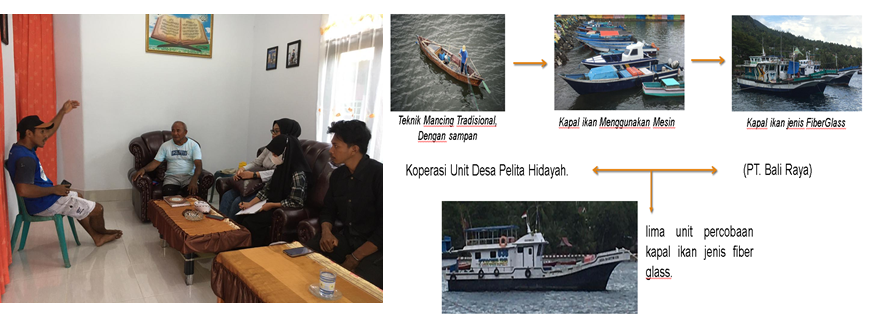 Teknik Mancing Tradisional,
Dengan sampan
Kapal ikan Menggunakan Mesin
Kapal ikan jenis FiberGlass
Koperasi Unit Desa Pelita Hidayah.
(PT. Bali Raya)
lima unit percobaan
kapal ikan jenis fiber
glass.